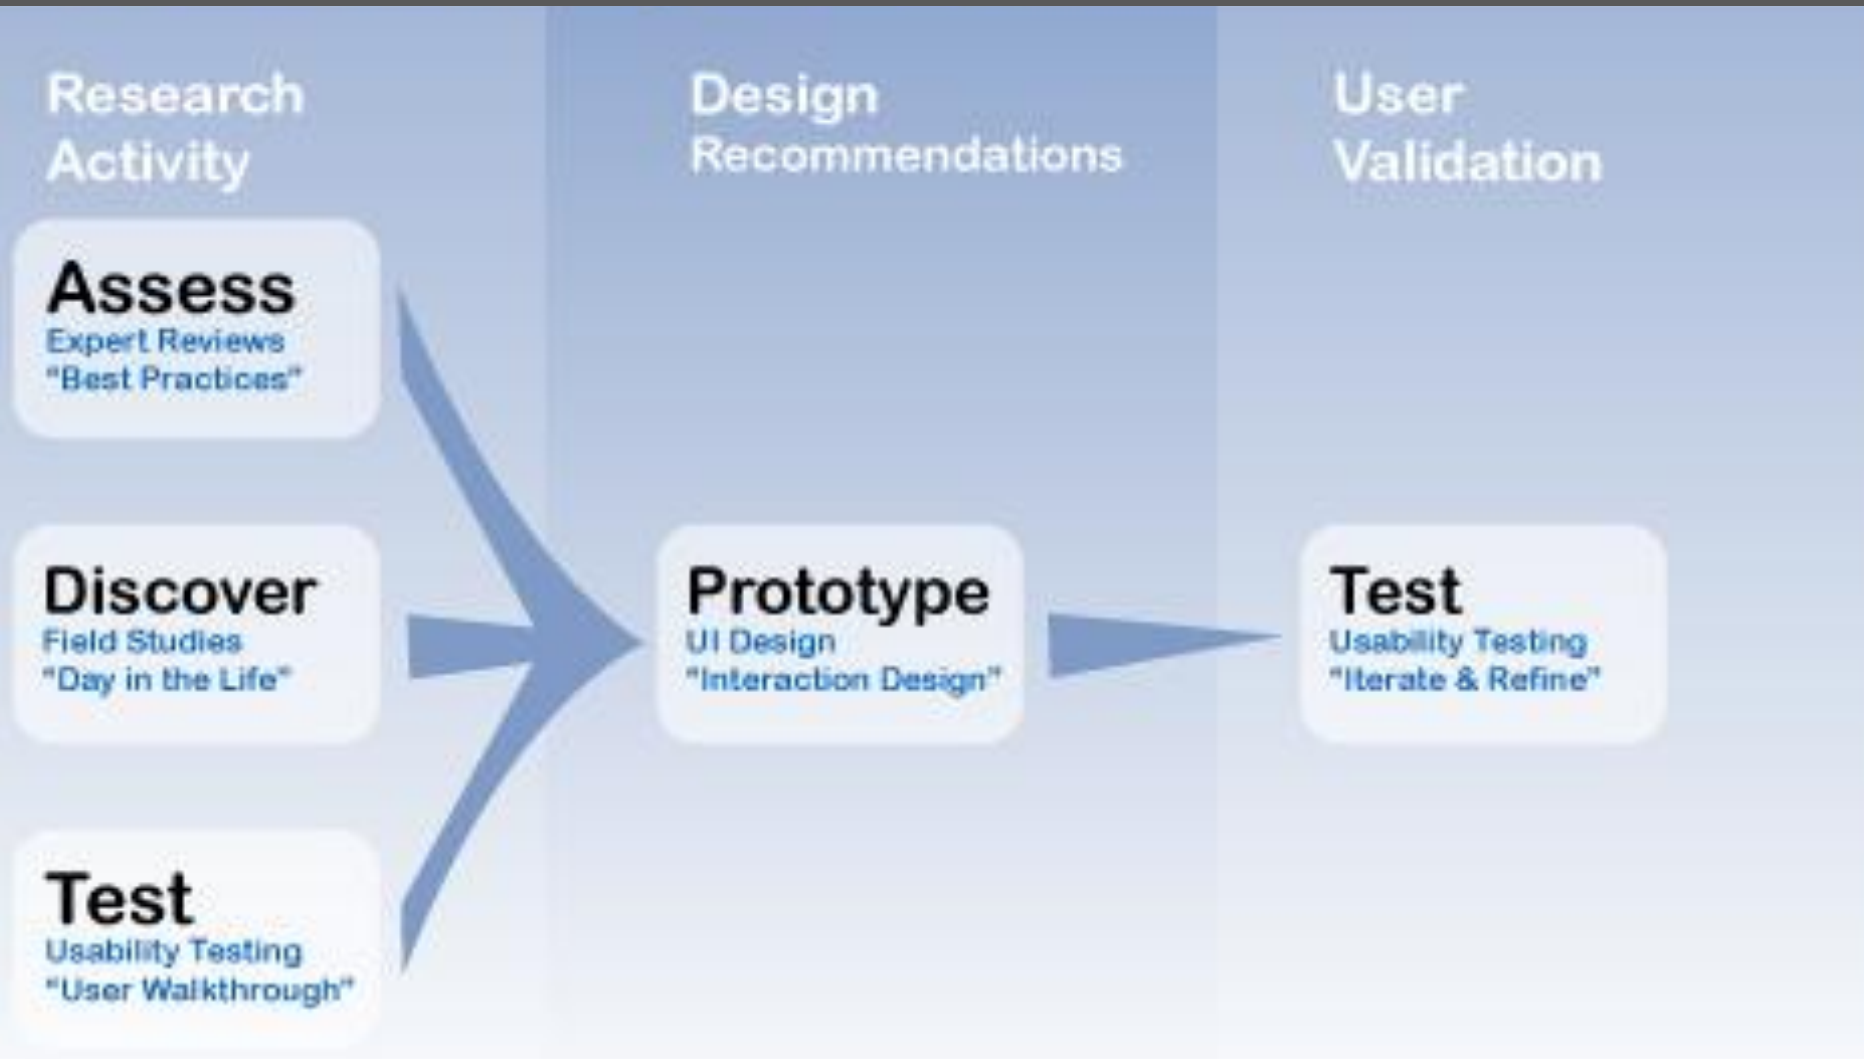 Research
Activity
Assess
Expert Reviews
"Best Practices"
Discover
Field Studies
"Day in the Life"
Test
Usability Testing
"User Walkthrough"
Design
Recommendations
Prototype
UI Design
"Interaction Design"
User
Validation
Test
Usability Testing
"Iterate & Refine"